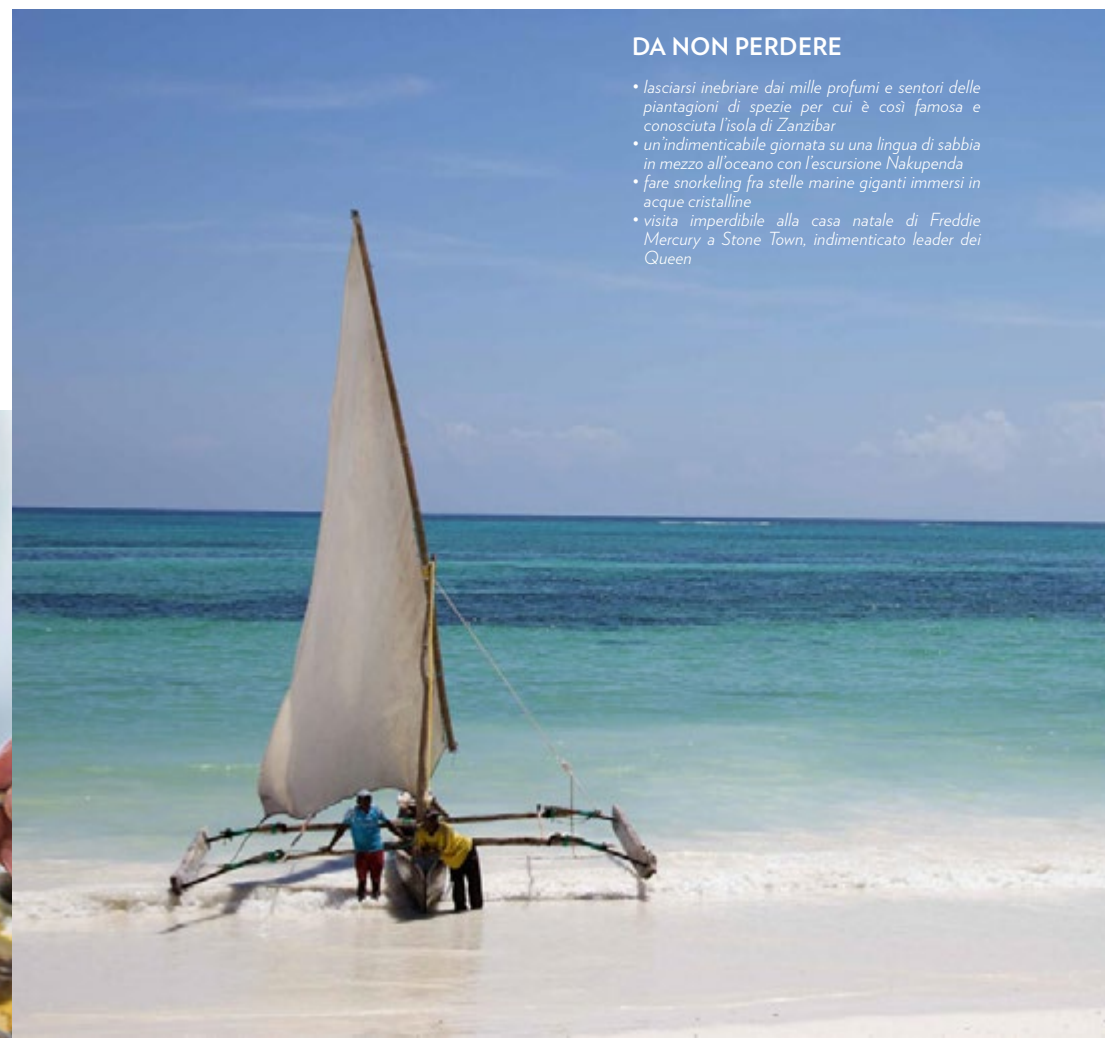 DA NON PERDERE
• lasciarsi inebriare dai mille profumi e sentori delle
piantagioni di spezie per cui è così famosa e
conosciuta l'isola di Zanzibar
• un'indimenticabile giornata su una lingua di sabbia
in mezzo all'oceano con l'escursione Nakupenda
• fare snorkeling fra stelle marine giganti immersi in
acque cristalline
• visita imperdibile alla casa natale di Freddie
Mercury a Stone Town, indimenticato leader dei
Queen